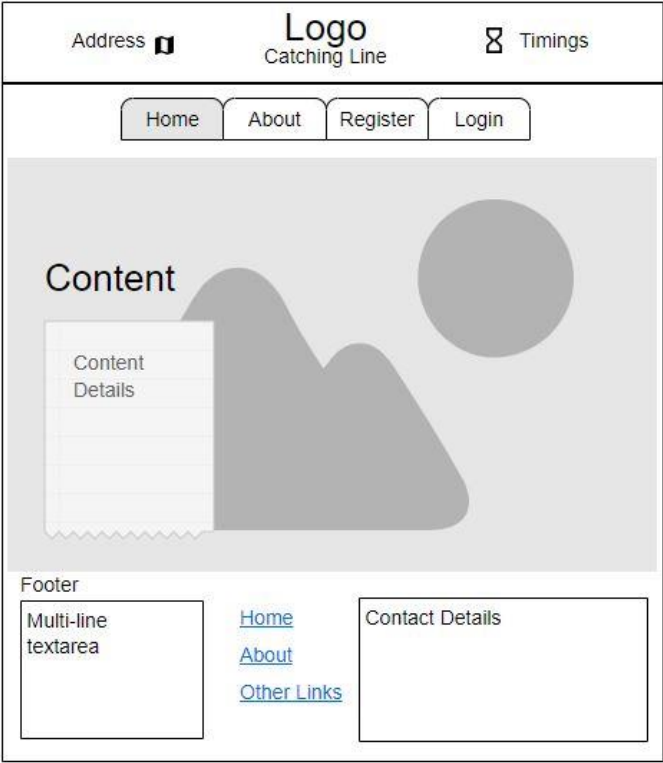 Address
Logo
Catching Line
Timings
Home
About
Register
Login
Content
Content
Details
Footer
Multi-line
textarea
Home
About
Other Links
Contact Details